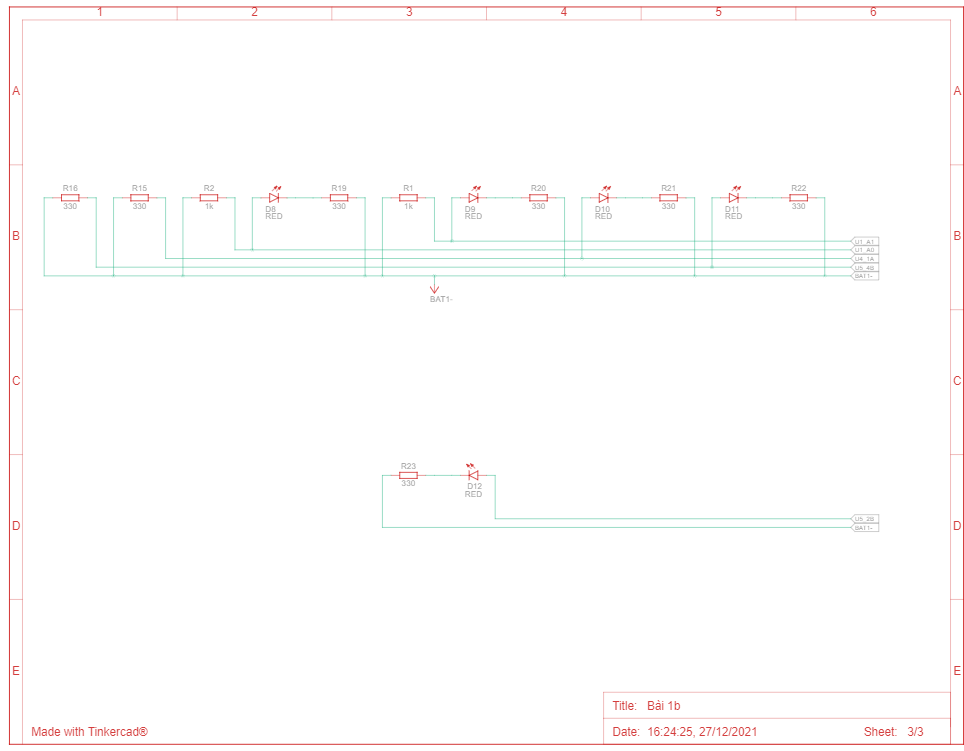 1 2 3 4 5 6
A A
R16 R15 R2 R19 R1 R20 R21 R22
330 330 1k D8 330 1k D9 330 D10 330 D11 330
RED RED RED RED
B B
U1_A1
U1_A0
U4_1A
U5_4B
BAT1-
BAT1-
C C
R23
330
D12
RED
D D
U5_2B
BAT1-
E E
Title: Bài 1b
Made with Tinkercad®
Date: 16:24:25, 27/12/2021 Sheet: 3/3